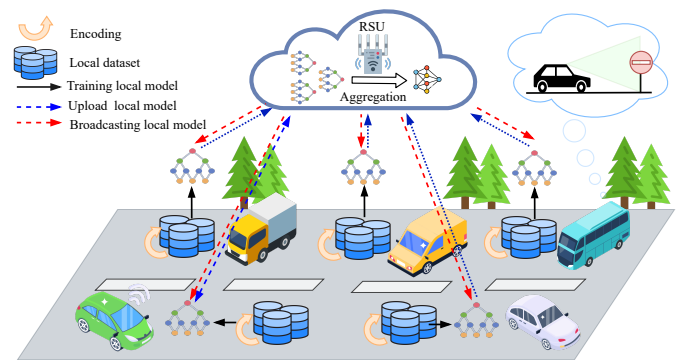 Encoding
Local dataset
Training local model
Upload local model
Broadcasting local model
RSU
Aggregation